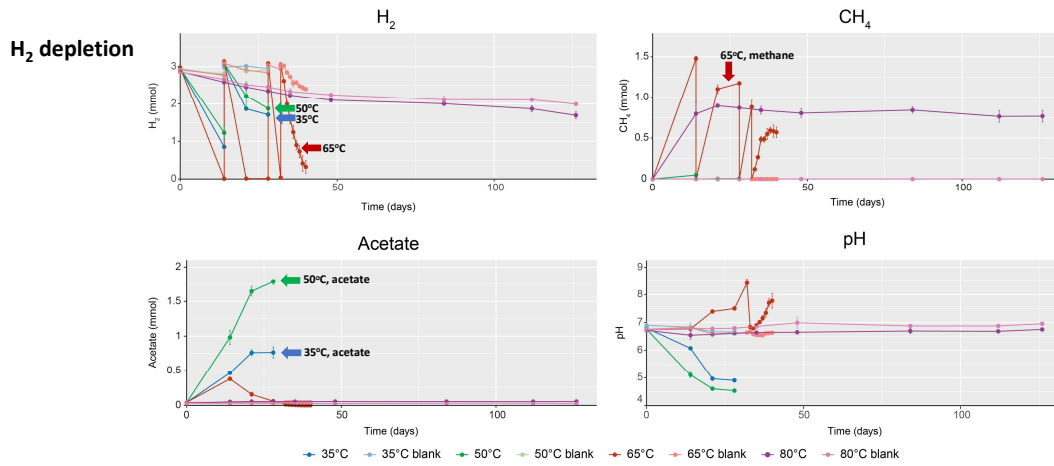 H₂ depletion
H₂
3
2
1
0
H₂ (mmol)
0
50
100
Time (days)
50°C
35°C
65°C
CH₄
1.5
1.0
0.5
0
CH₄ (mmol)
0
50
100
Time (days)
65°C, methane
Acetate
2
1.5
1
0.5
0
Acetate (mmol)
0
50
100
Time (days)
50°C, acetate
35°C, acetate
pH
9
8
7
6
5
4
pH
0
50
100
Time (days)
35°C 35°C blank 50°C 50°C blank 65°C 65°C blank 80°C 80°C blank